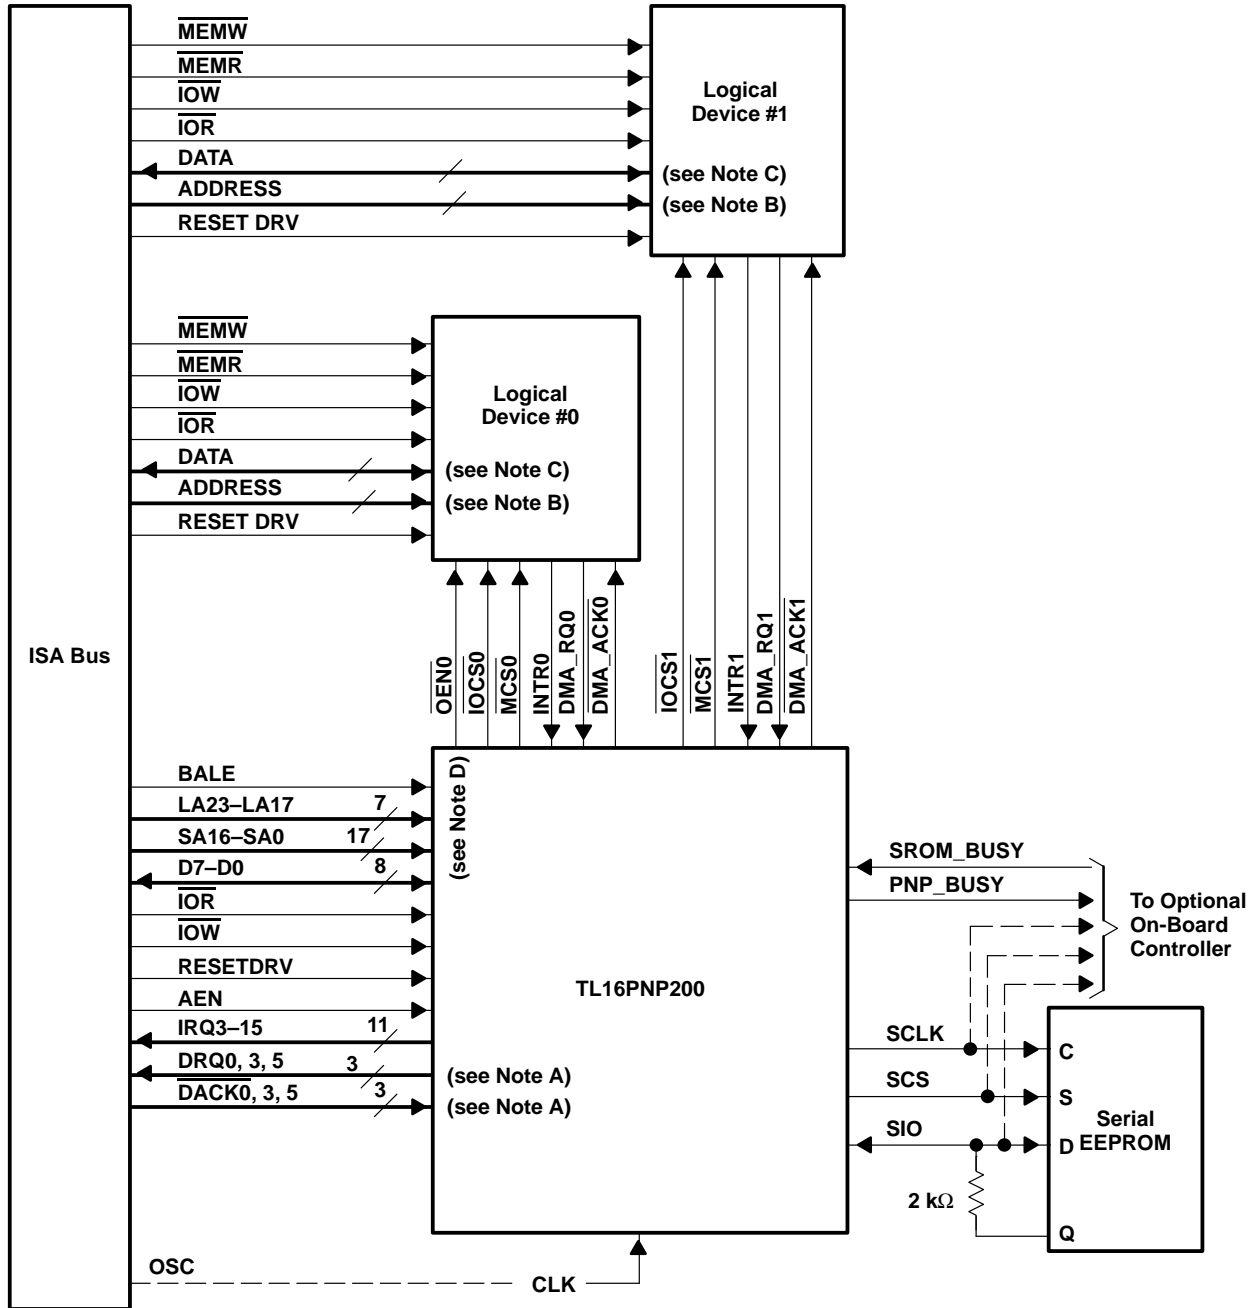 ISA Bus
MEMW
MEMR
IOW
IOR
DATA
ADDRESS
RESET DRV
Logical
Device #1
(see Note C)
(see Note B)
MEMW
MEMR
IOW
IOR
DATA
ADDRESS
RESET DRV
Logical
Device #0
(see Note C)
(see Note B)
OEN0
IOCS0
MCS0
INTR0
DMA_RQ0
DMA_ACK0
IOCS1
MCS1
INTR1
DMA_RQ1
DMA_ACK1
BALE
LA23–LA17 7
SA16–SA0 17
D7–D0 8
IOR
IOW
RESETDRV
AEN
IRQ3–15 11
DRQ0, 3, 5 3
DACK0, 3, 5 3
(see Note D)
TL16PNP200
(see Note A)
(see Note A)
SROM_BUSY
PNP_BUSY
To Optional
On-Board
Controller
SCLK
SCS
SIO
2 kΩ
C
S
D
Q
Serial
EEPROM
OSC
CLK